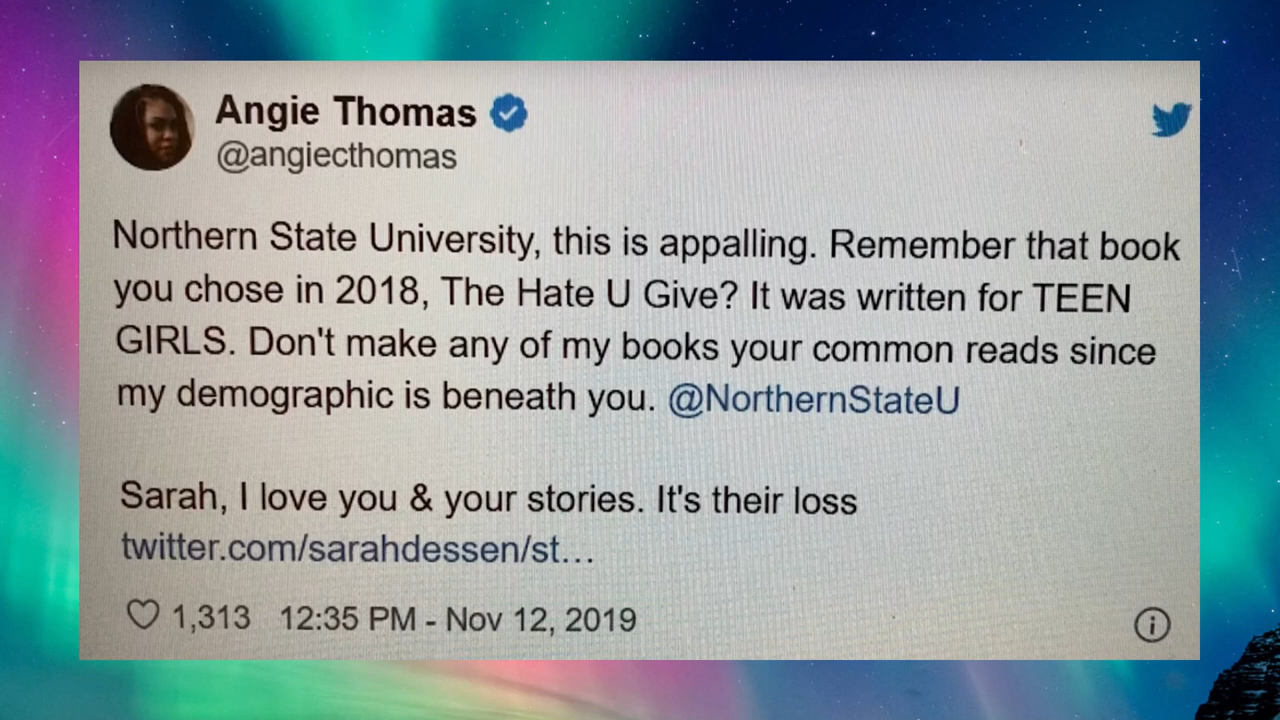 Angie Thomas
@angiecthomas
Northern State University, this is appalling. Remember that book
you chose in 2018, The Hate U Give? It was written for TEEN
GIRLS. Don't make any of my books your common reads since
my demographic is beneath you. @NorthernStateU
Sarah, I love you & your stories. It's their loss
twitter.com/sarahdessen/st...
1,313 12:35 PM - Nov 12, 2019